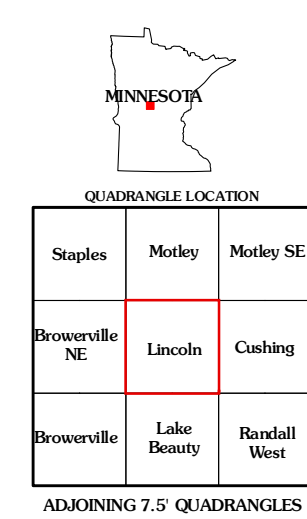 MINNESOTA
QUADRANGLE LOCATION
Staples
Motley
Motley SE
Browerville
NE
Lincoln
Cushing
Browerville
Lake
Beauty
Randall
West
ADJOINING 7.5' QUADRANGLES